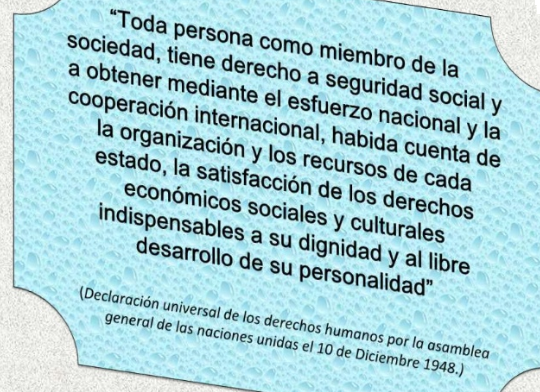 “Toda persona como miembro de la
sociedad, tiene derecho a seguridad social y
a obtener mediante el esfuerzo nacional y la
cooperación internacional, habida cuenta de
la organización y los recursos de cada
estado, la satisfacción de los derechos
económicos sociales y culturales
indispensables a su dignidad y al libre
desarrollo de su personalidad”
(Declaración universal de los derechos humanos por la asamblea
general de las naciones unidas el 10 de Diciembre 1948.)